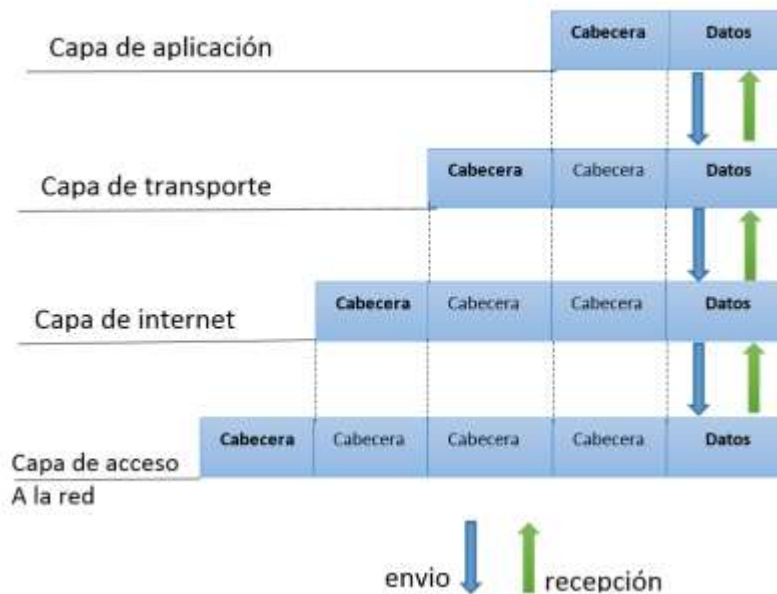 Capa de aplicación
Cabecera Datos
Capa de transporte
Cabecera Cabecera Datos
Capa de internet
Cabecera Cabecera Cabecera Datos
Capa de acceso
A la red
Cabecera Cabecera Cabecera Cabecera Datos
envio recepción